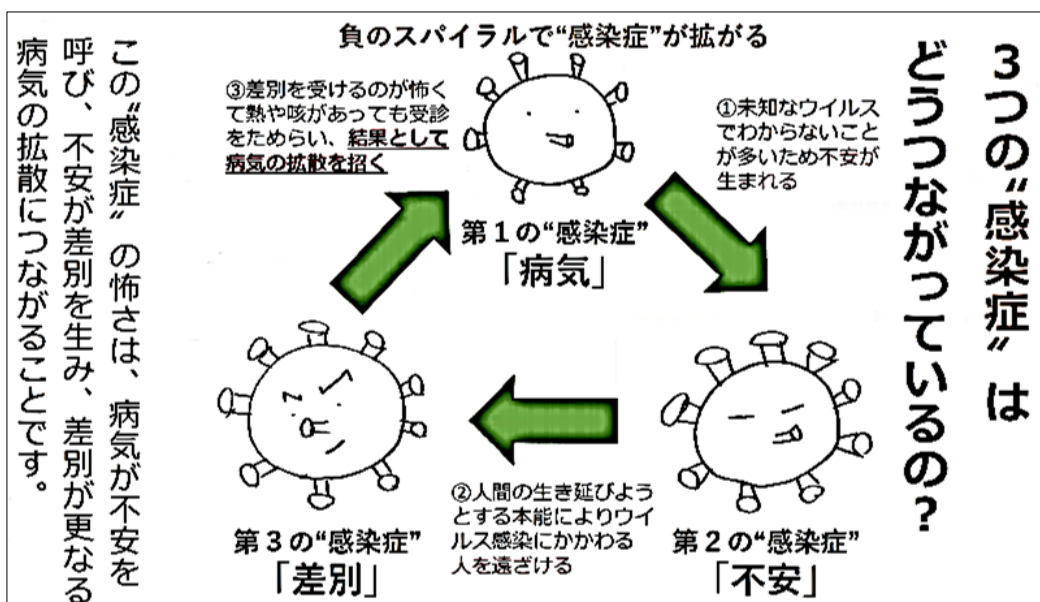 3つの“感染症”は
どうつながっているの?
負のスパイラルで“感染症”が拡がる
①未知なウイルス
でわからないこと
が多いため不安が
生まれる
③差別を受けるのが怖く
て熱や咳があっても受診
をためらい、結果として
病気の拡散を招く
第1の“感染症”
「病気」
第2の“感染症”
「不安」
②人間の生き延びよう
とする本能によりウイ
ルス感染にかかわる
人を遠ざける
第3の“感染症”
「差別」
この“感染症”の怖さは、病気が不安を
呼び、不安が差別を生み、差別が更なる
病気の拡散につながることです。